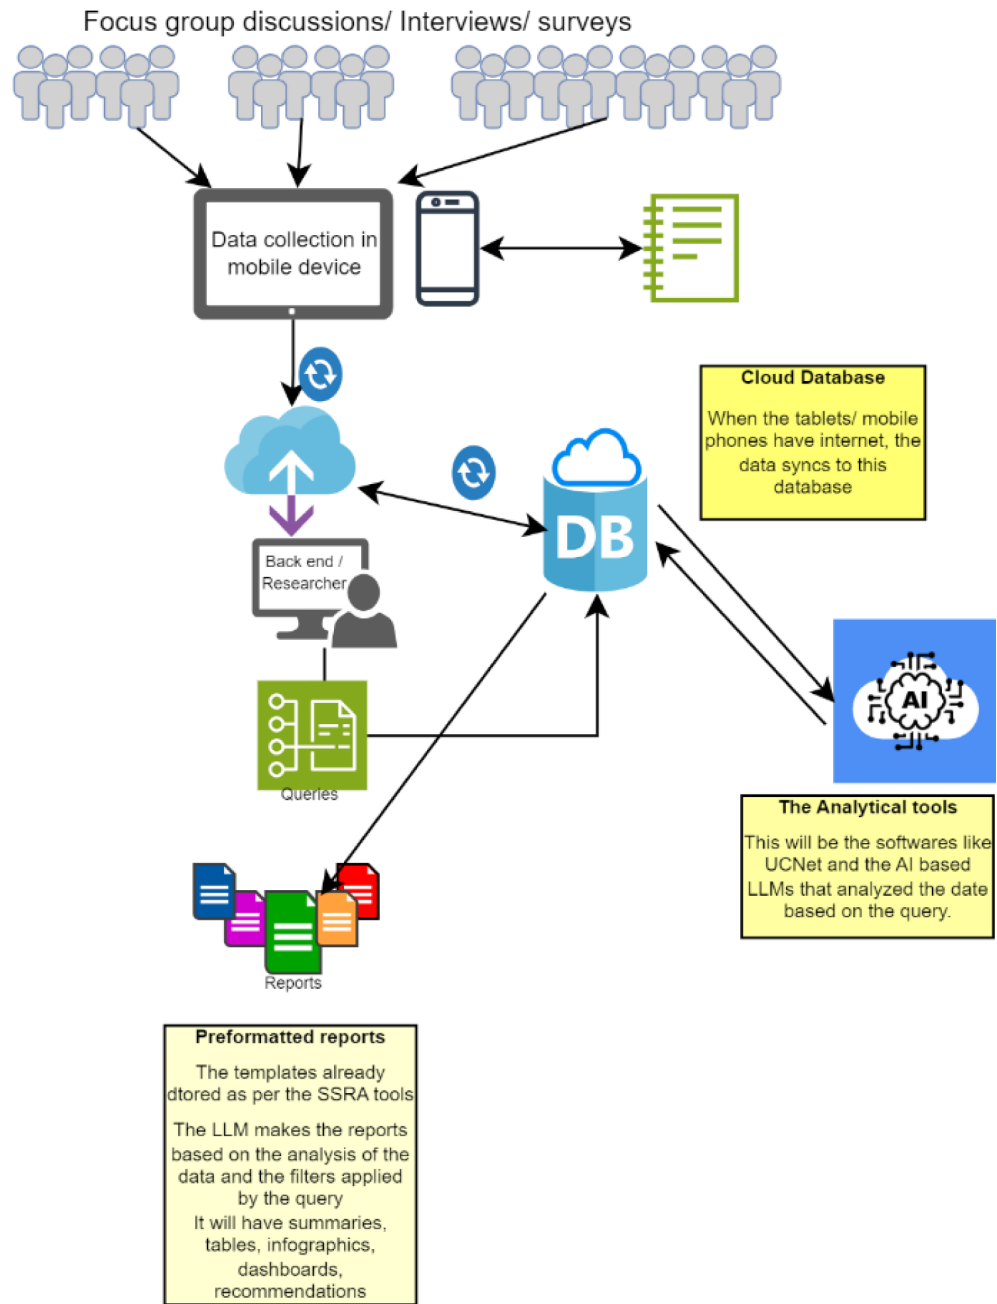 Focus group discussions/ Interviews/ surveys
Data collection in
mobile device
Cloud Database
When the tablets/ mobile
phones have internet, the
data syncs to this
database
DB
Back end /
Researcher
AI
Queries
The Analytical tools
This will be the softwares like
UCNet and the AI based
LLMs that analyzed the date
based on the query.
Reports
Preformatted reports
The templates already
dtored as per the SSRA tools
The LLM makes the reports
based on the analysis of the
data and the filters applied
by the query
It will have summaries,
tables, infographics,
dashboards,
recommendations